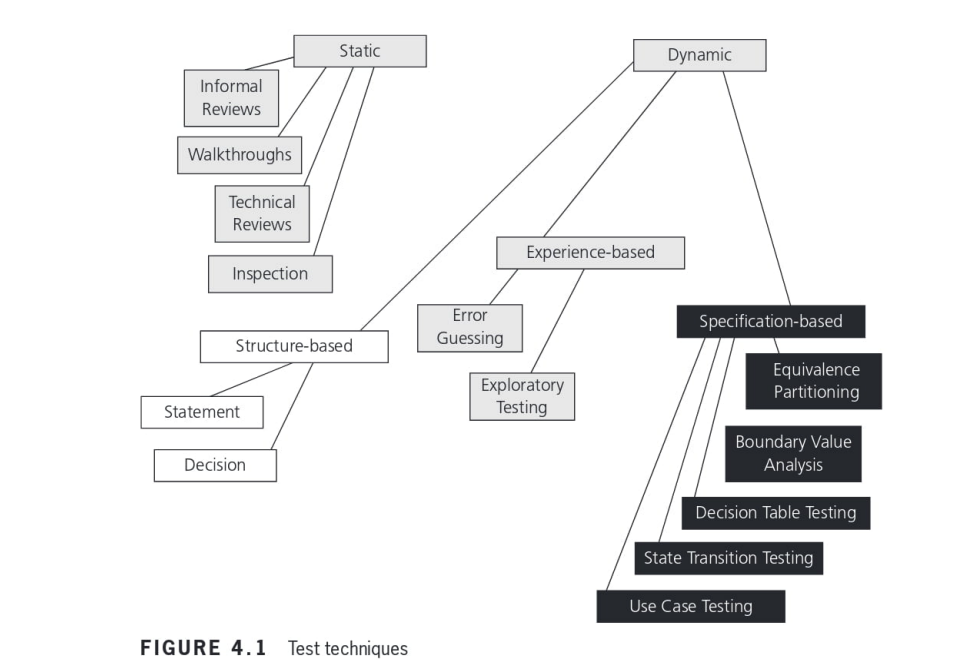 Static
Informal
Reviews
Walkthroughs
Technical
Reviews
Inspection
Dynamic
Structure-based
Statement
Decision
Experience-based
Error
Guessing
Exploratory
Testing
Specification-based
Equivalence
Partitioning
Boundary Value
Analysis
Decision Table Testing
State Transition Testing
Use Case Testing
FIGURE 4.1 Test techniques